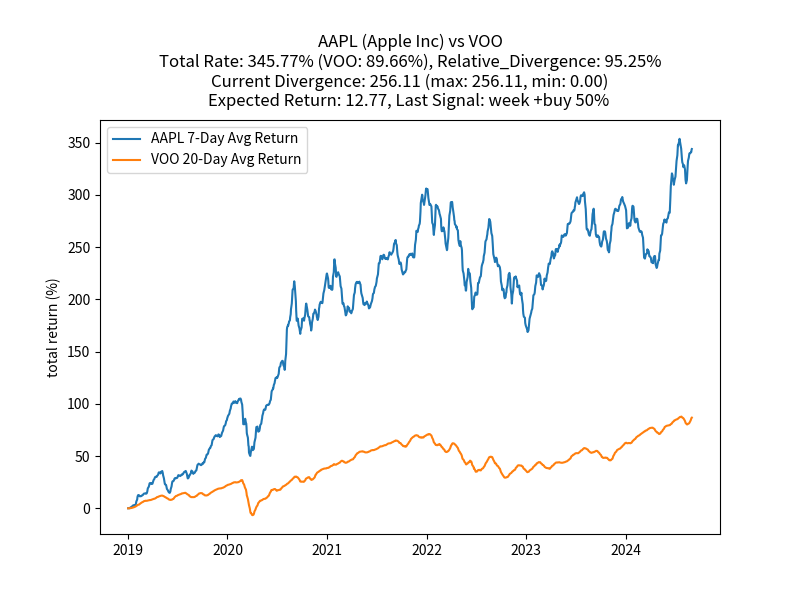 AAPL (Apple Inc) vs VOO
Total Rate: 345.77% (VOO: 89.66%), Relative_Divergence: 95.25%
Current Divergence: 256.11 (max: 256.11, min: 0.00)
Expected Return: 12.77, Last Signal: week +buy 50%
AAPL 7-Day Avg Return
VOO 20-Day Avg Return
total return (%)
350
300
250
200
150
100
50
0
2019
2020
2021
2022
2023
2024